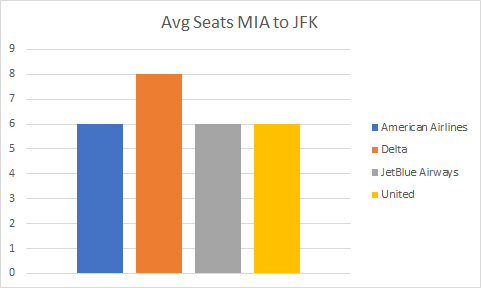 Avg Seats MIA to JFK
9
8
7
6
5
4
3
2
1
0
American Airlines
Delta
JetBlue Airways
United